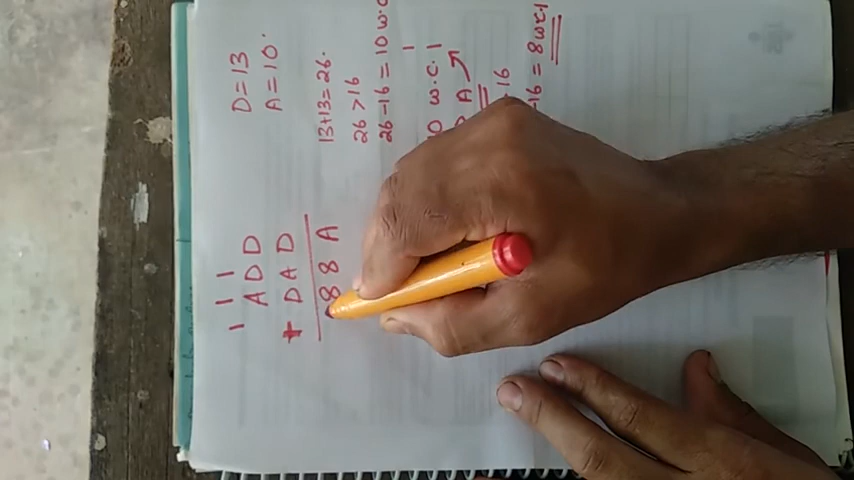 1 1 1
A D D
+ D A D
8 8 A
D = 13
A = 10.
13+13=26.
26 > 16
26-16 = 10 w.c
1
0 w.c. 1
A
16
-16 = 8 w.c.1